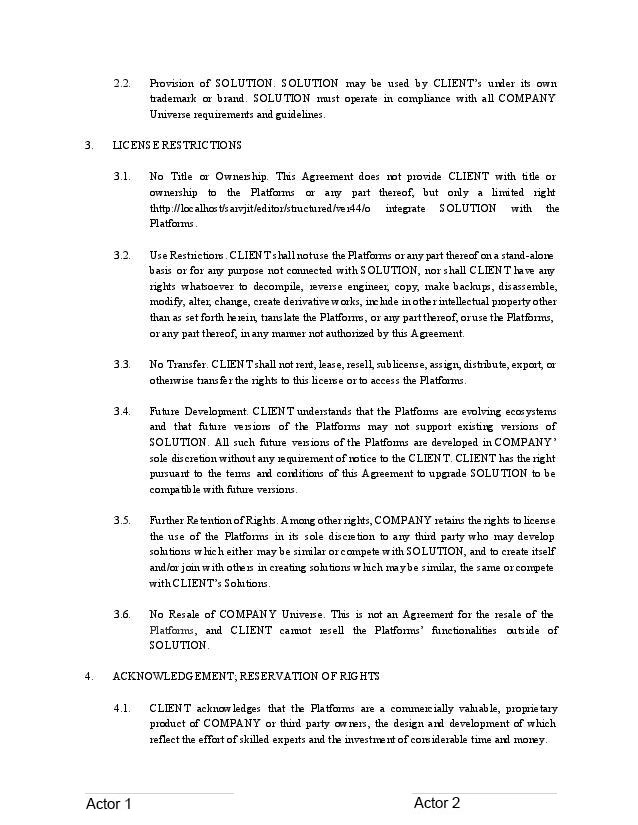 2.2. Provision of SOLUTION. SOLUTION may be used by CLIENT's under its own
trademark or brand. SOLUTION must operate in compliance with all COMPANY
Universe requirements and guidelines.
3. LICENSE RESTRICTIONS
3.1. No Title or Ownership. This Agreement does not provide CLIENT with title or
ownership to the Platforms or any part thereof, but only a limited right
thttp://localhost/sarvjit/editor/structured/ver44/o integrate SOLUTION with the
Platforms.
3.2. Use Restrictions. CLIENT shall not use the Platforms or any part thereof on a stand-alone
basis or for any purpose not connected with SOLUTION, nor shall CLIENT have any
rights whatsoever to decompile, reverse engineer, copy, make backups, disassemble,
modify, alter, change, create derivative works, include in other intellectual property other
than as set forth herein, translate the Platforms, or any part thereof, or use the Platforms,
or any part thereof, in any manner not authorized by this Agreement.
3.3. No Transfer. CLIENT shall not rent, lease, resell, sublicense, assign, distribute, export, or
otherwise transfer the rights to this license or to access the Platforms.
3.4. Future Development. CLIENT understands that the Platforms are evolving ecosystems
and that future versions of the Platforms may not support existing versions of
SOLUTION. All such future versions of the Platforms are developed in COMPANY'
sole discretion without any requirement of notice to the CLIENT. CLIENT has the right
pursuant to the terms and conditions of this Agreement to upgrade SOLUTION to be
compatible with future versions.
3.5. Further Retention of Rights. Among other rights, COMPANY retains the rights to license
the use of the Platforms in its sole discretion to any third party who may develop
solutions which either may be similar or compete with SOLUTION, and to create itself
and/or join with others in creating solutions which may be similar, the same or compete
with CLIENT's Solutions.
3.6. No Resale of COMPANY Universe. This is not an Agreement for the resale of the
Platforms, and CLIENT cannot resell the Platforms' functionalities outside of
SOLUTION.
4. ACKNOWLEDGEMENT; RESERVATION OF RIGHTS
4.1. CLIENT acknowledges that the Platforms are a commercially valuable, proprietary
product of COMPANY or third party owners, the design and development of which
reflect the effort of skilled experts and the investment of considerable time and money.
Actor 1 Actor 2